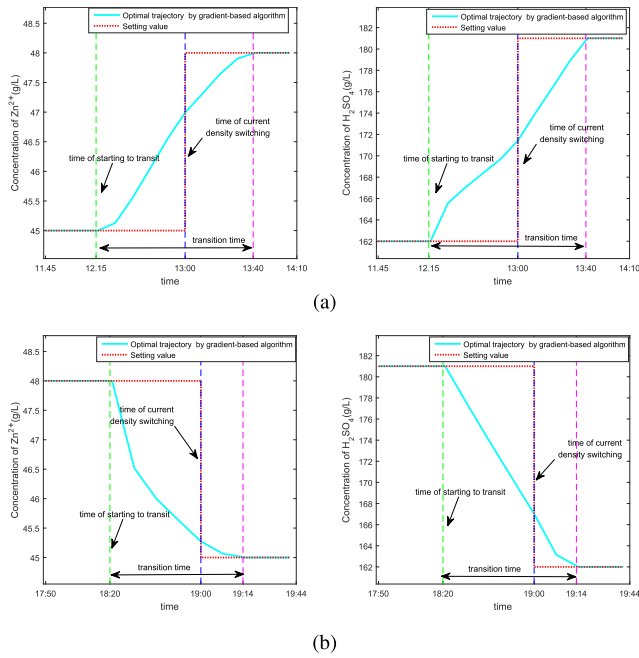 Optimal trajectory by gradient-based algorithm
Setting value
Concentration of Zn2+(g/L)
48.5
48
47.5
47
46.5
46
45.5
45
time of current
density switching
time of starting to transit
transition time
11.45
12.15
13:00
13:40
14:10
time
Optimal trajectory by gradient-based algorithm
Setting value
Concentration of H2SO4(g/L)
182
180
178
176
174
172
170
168
166
164
162
time of current
density switching
time of starting to transit
transition time
11.45
12.15
13:00
13:40
14:10
time
(a)
Optimal trajectory by gradient-based algorithm
Setting value
Concentration of Zn2+(g/L)
48.5
48
47.5
47
46.5
46
45.5
45
time of current
density switching
time of starting to transit
transition time
17:50
18:20
19:00
19:14
19:44
time
Optimal trajectory by gradient-based algorithm
Setting value
Concentration of H2SO4(g/L)
182
180
178
176
174
172
170
168
166
164
162
time of current
density switching
time of starting to transit
transition time
17:50
18:20
19:00
19:14
19:44
time
(b)